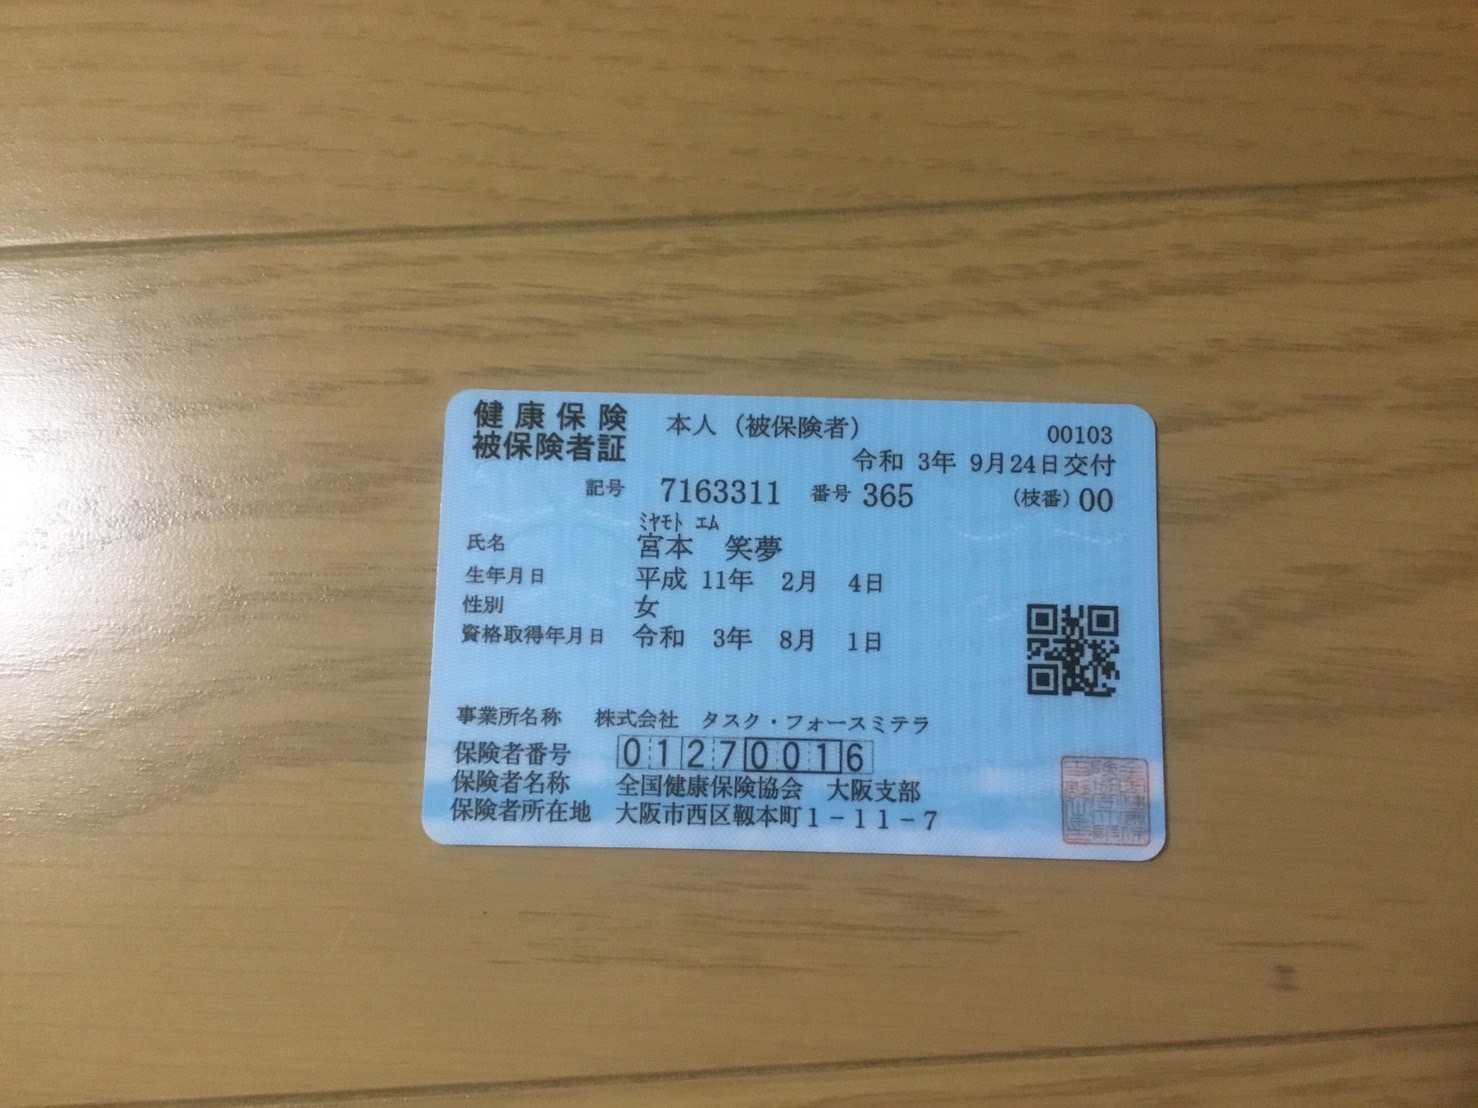 健康保険 本人（被保険者） 00103
被保険者証 令和 3年 9月24日交付
記号 7163311 番号 365 （枝番）00
ﾐﾔﾓﾄ ｴﾑ
氏名 宮本 笑夢
生年月日 平成 11年 2月 4日
性別 女
資格取得年月日 令和 3年 8月 1日
事業所名称 株式会社 タスク・フォースミテラ
保険者番号 01270016
保険者名称 全国健康保険協会 大阪支部
保険者所在地 大阪市西区靱本町1-11-7